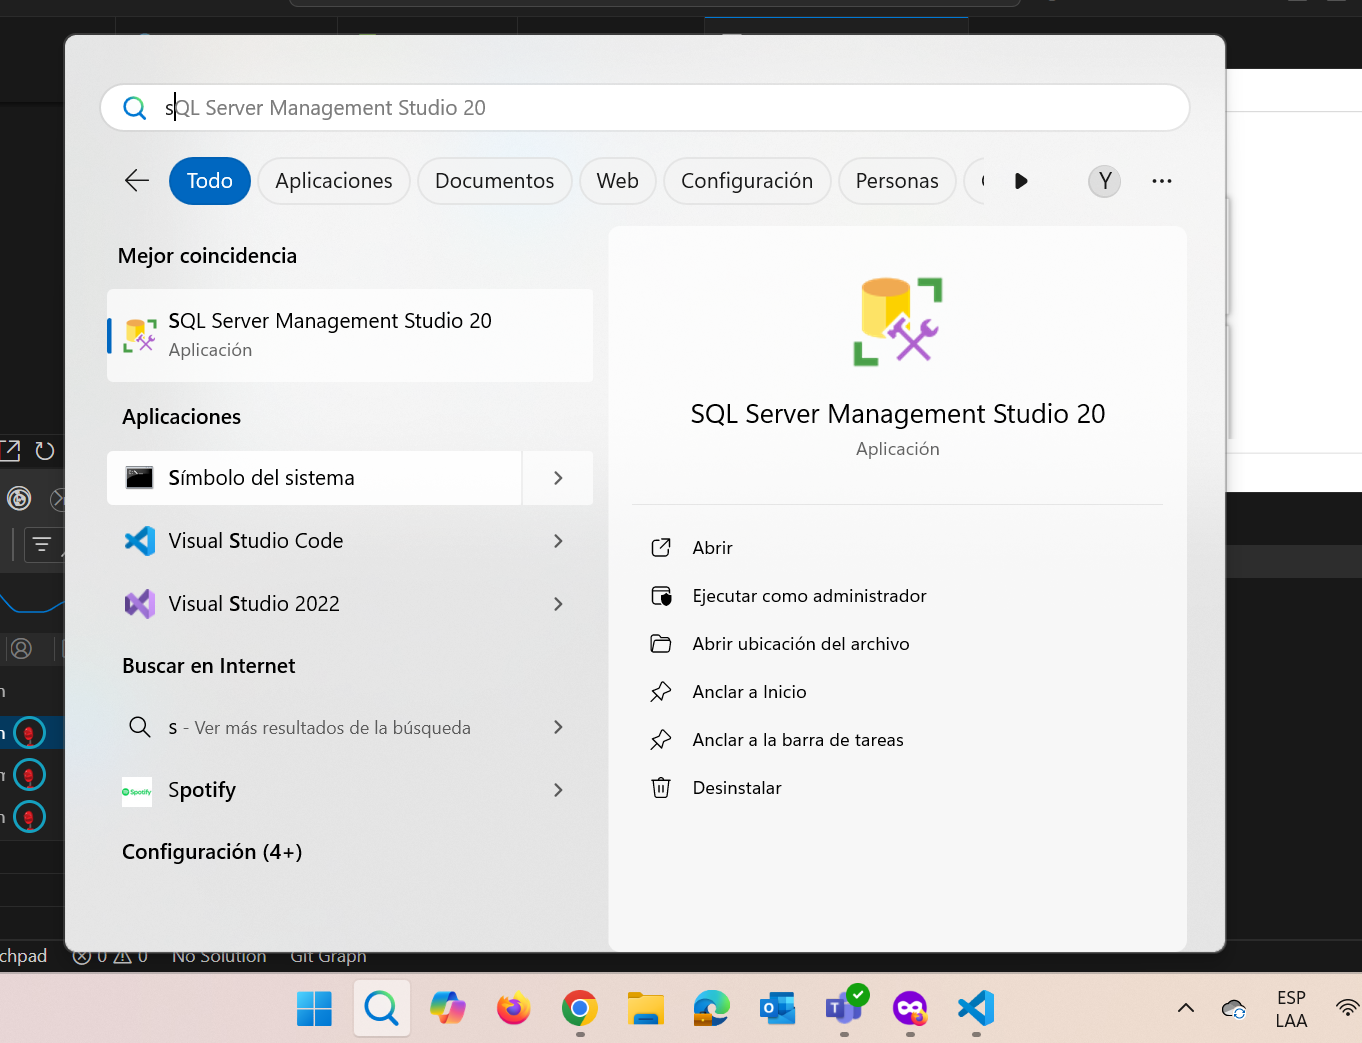 sQL Server Management Studio 20
Todo
Aplicaciones
Documentos
Web
Configuración
Personas
Y
Mejor coincidencia
SQL Server Management Studio 20
Aplicación
Aplicaciones
Símbolo del sistema
Visual Studio Code
Visual Studio 2022
Buscar en Internet
s - Ver más resultados de la búsqueda
Spotify
Spotify
Configuración (4+)
SQL Server Management Studio 20
Aplicación
Abrir
Ejecutar como administrador
Abrir ubicación del archivo
Anclar a Inicio
Anclar a la barra de tareas
Desinstalar
chpad
0
0
No Solution
Git Graph
ESP
LAA